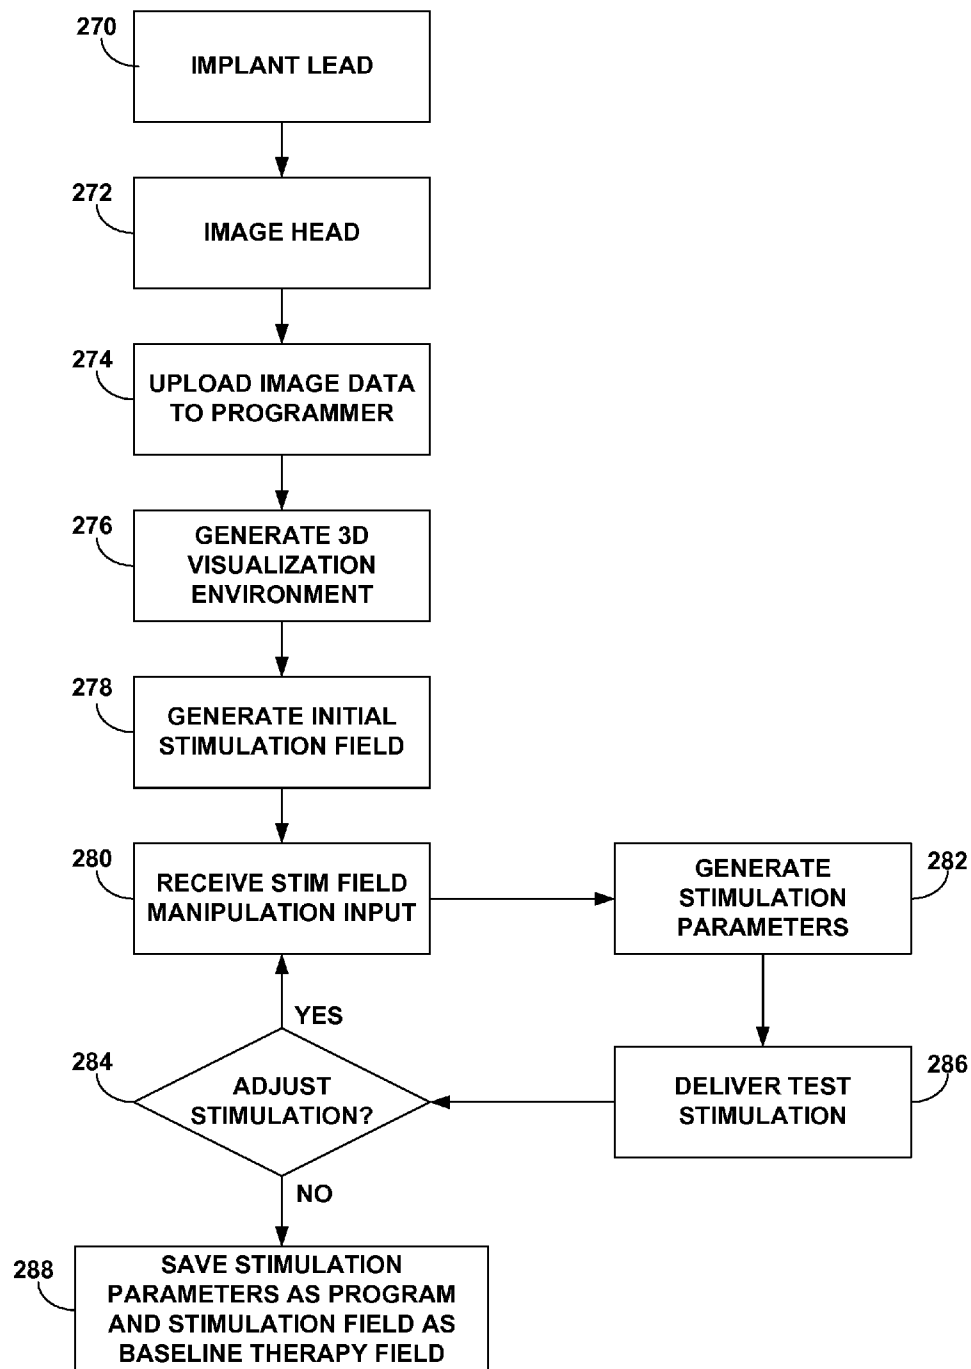 270
IMPLANT LEAD
272
IMAGE HEAD
274
UPLOAD IMAGE DATA
TO PROGRAMMER
276
GENERATE 3D
VISUALIZATION
ENVIRONMENT
278
GENERATE INITIAL
STIMULATION FIELD
280
RECEIVE STIM FIELD
MANIPULATION INPUT
282
GENERATE
STIMULATION
PARAMETERS
YES
284
ADJUST
STIMULATION?
286
DELIVER TEST
STIMULATION
NO
288
SAVE STIMULATION
PARAMETERS AS PROGRAM
AND STIMULATION FIELD AS
BASELINE THERAPY FIELD